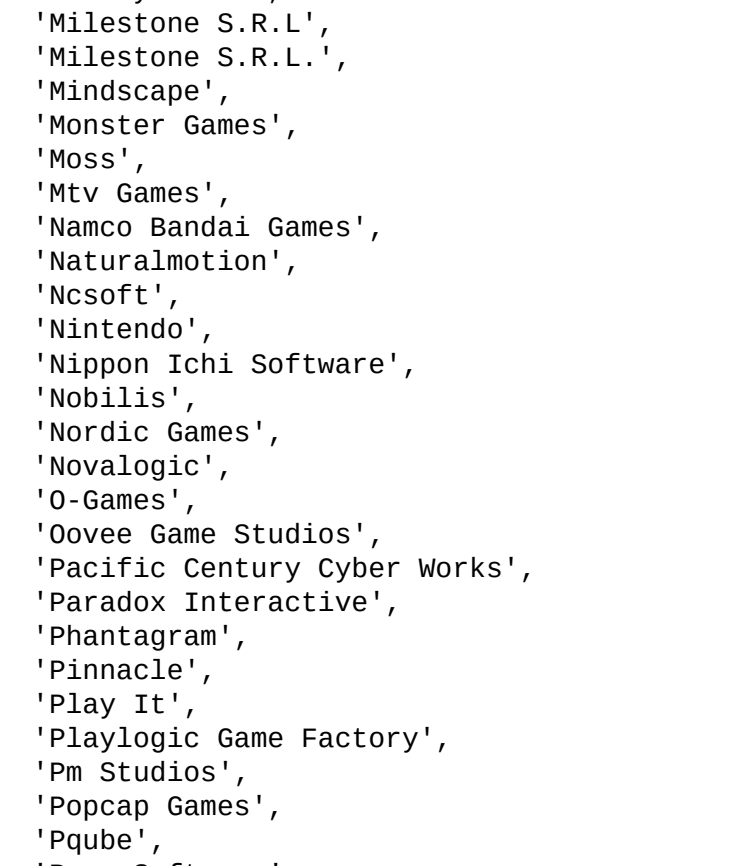 'Milestone S.R.L',
'Milestone S.R.L.',
'Mindscape',
'Monster Games',
'Moss',
'Mtv Games',
'Namco Bandai Games',
'Naturalmotion',
'Ncsoft',
'Nintendo',
'Nippon Ichi Software',
'Nobilis',
'Nordic Games',
'Novalogic',
'O-Games',
'Oovee Game Studios',
'Pacific Century Cyber Works',
'Paradox Interactive',
'Phantagram',
'Pinnacle',
'Play It',
'Playlogic Game Factory',
'Pm Studios',
'Popcap Games',
'Pqube',